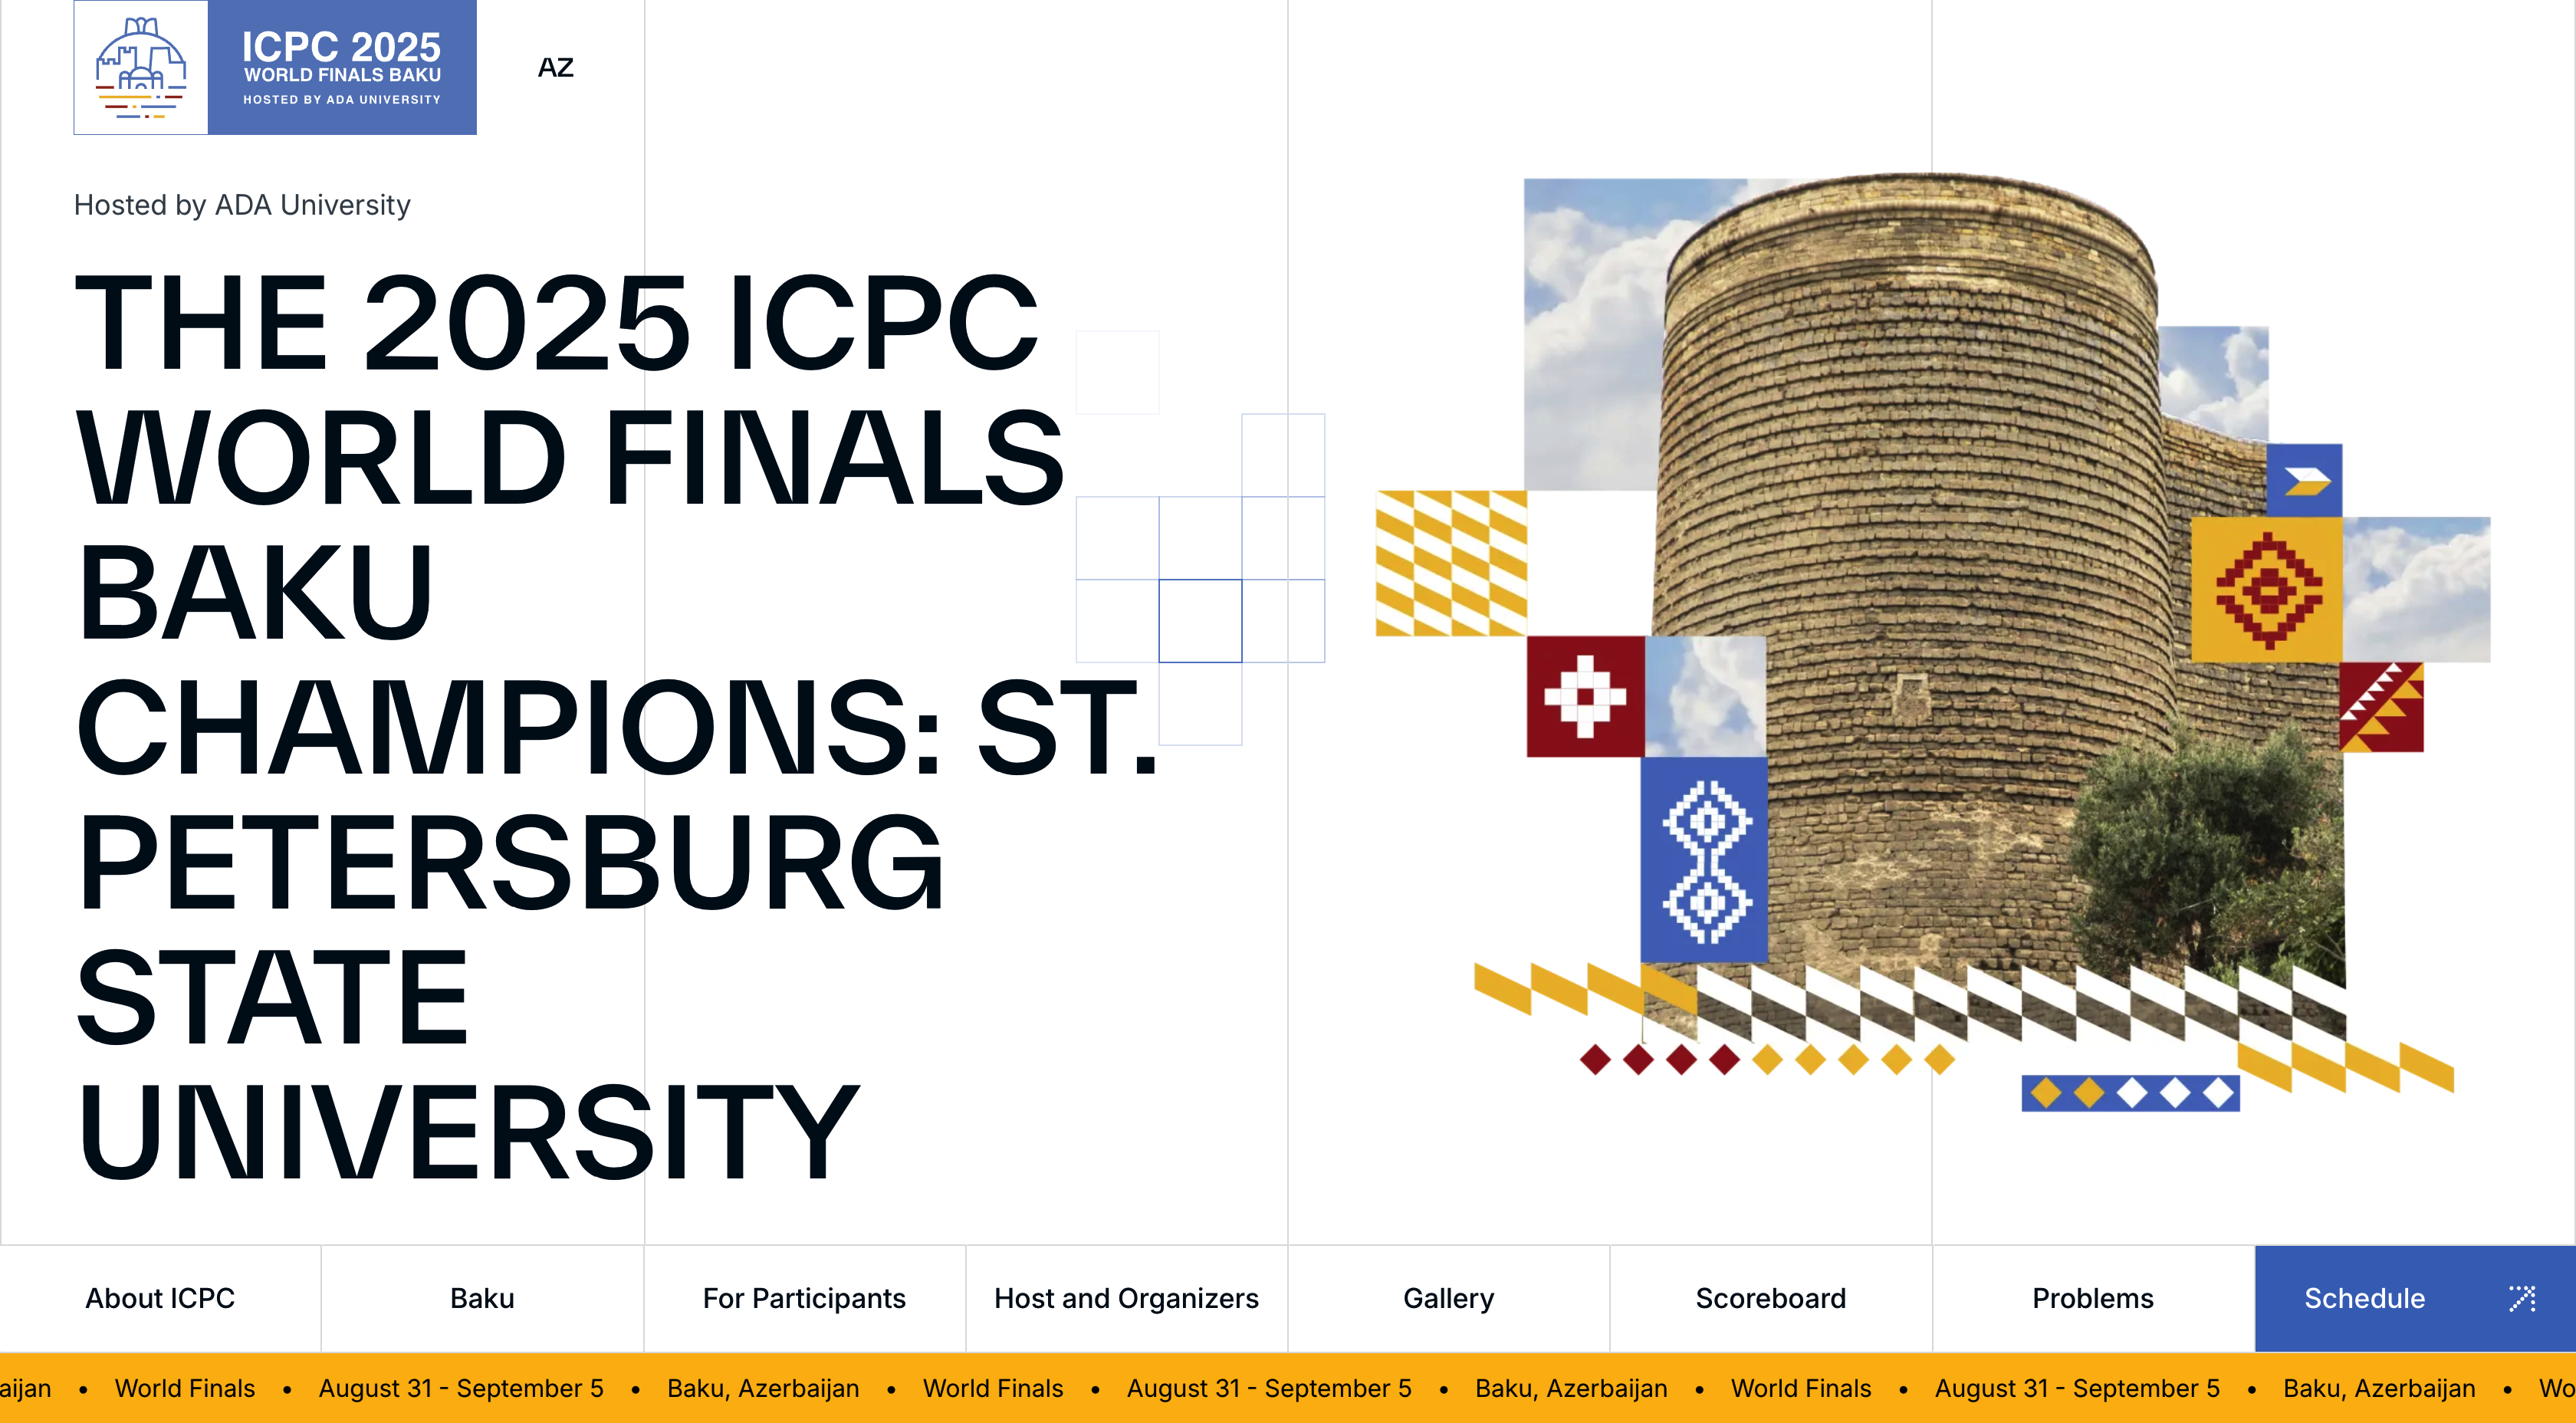 ICPC 2025
WORLD FINALS BAKU
HOSTED BY ADA UNIVERSITY
AZ
Hosted by ADA University
THE 2025 ICPC
WORLD FINALS
BAKU
CHAMPIONS: ST.
PETERSBURG
STATE
UNIVERSITY
About ICPC
Baku
For Participants
Host and Organizers
Gallery
Scoreboard
Problems
Schedule
aijan • World Finals • August 31 - September 5 • Baku, Azerbaijan • World Finals • August 31 - September 5 • Baku, Azerbaijan • World Finals • August 31 - September 5 • Baku, Azerbaijan • Wo